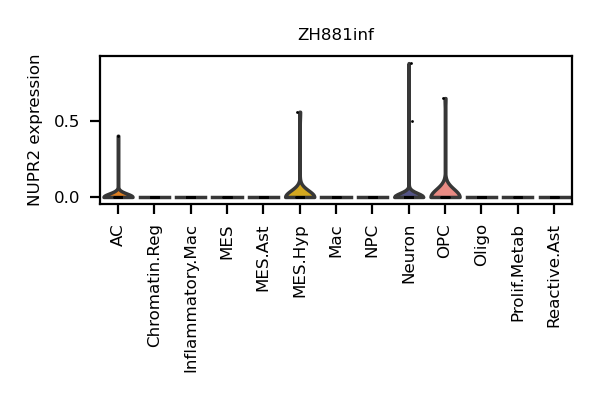 ZH881inf
NUPR2 expression
0.5
0.0
AC
Chromatin.Reg
Inflammatory.Mac
MES
MES.Ast
MES.Hyp
Mac
NPC
Neuron
OPC
Oligo
Prolif.Metab
Reactive.Ast